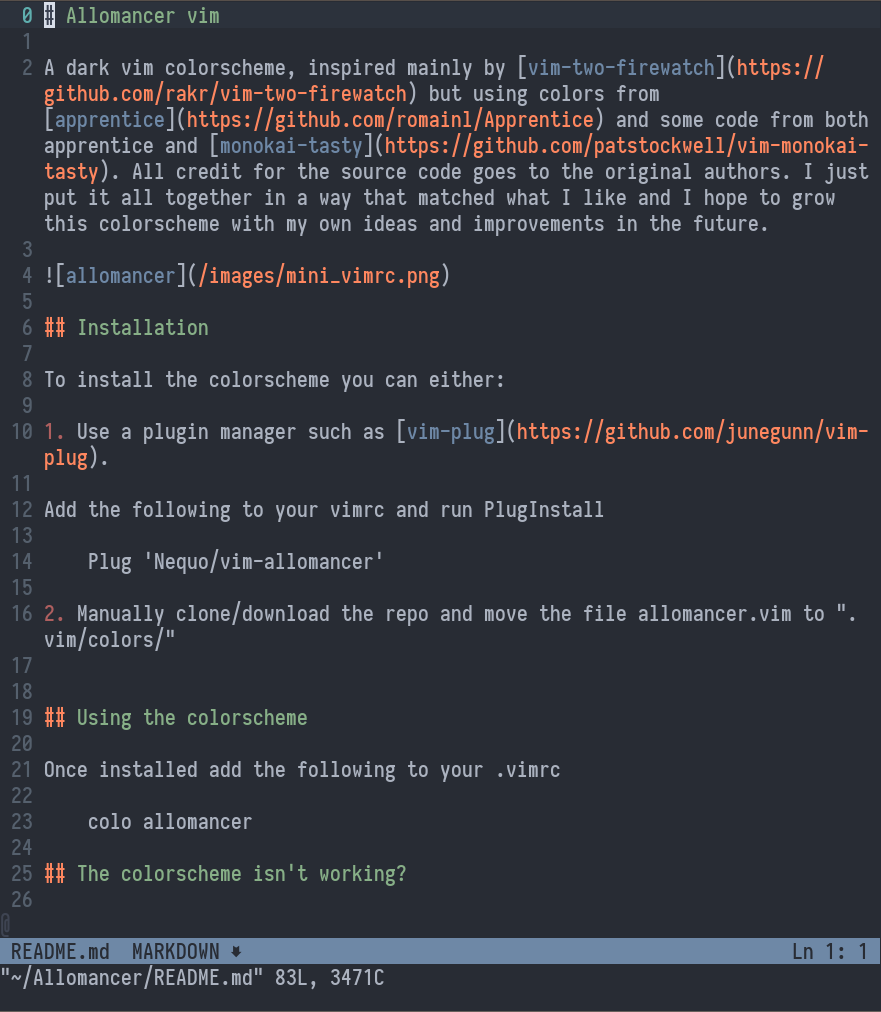 0 # Allomancer vim
1
2 A dark vim colorscheme, inspired mainly by [vim-two-firewatch](https://
github.com/rakr/vim-two-firewatch) but using colors from
[apprentice](https://github.com/romainl/Apprentice) and some code from both
apprentice and [monokai-tasty](https://github.com/patstockwell/vim-monokai-
tasty). All credit for the source code goes to the original authors. I just
put it all together in a way that matched what I like and I hope to grow
this colorscheme with my own ideas and improvements in the future.
3
4 ![allomancer](/images/mini_vimrc.png)
5
6 ## Installation
7
8 To install the colorscheme you can either:
9
10 1. Use a plugin manager such as [vim-plug](https://github.com/junegunn/vim-
plug).
11
12 Add the following to your vimrc and run PlugInstall
13
14     Plug 'Nequo/vim-allomancer'
15
16 2. Manually clone/download the repo and move the file allomancer.vim to ".
vim/colors/"
17
18
19 ## Using the colorscheme
20
21 Once installed add the following to your .vimrc
22
23     colo allomancer
24
25 ## The colorscheme isn't working?
26
@
README.md  MARKDOWN 🡇 Ln 1: 1
"~/Allomancer/README.md" 83L, 3471C